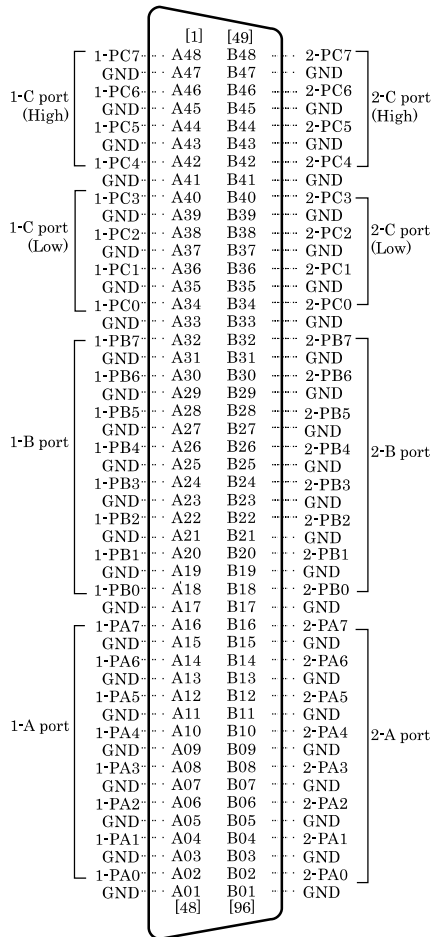 [1] [49]
1-PC7 A48 B48 2-PC7
GND A47 B47 GND
1-C port (High) 1-PC6 A46 B46 2-PC6 2-C port (High)
GND A45 B45 GND
1-PC5 A44 B44 2-PC5
GND A43 B43 GND
1-PC4 A42 B42 2-PC4
GND A41 B41 GND
1-PC3 A40 B40 2-PC3
GND A39 B39 GND
1-C port (Low) 1-PC2 A38 B38 2-PC2 2-C port (Low)
GND A37 B37 GND
1-PC1 A36 B36 2-PC1
GND A35 B35 GND
1-PC0 A34 B34 2-PC0
GND A33 B33 GND
1-PB7 A32 B32 2-PB7
GND A31 B31 GND
1-PB6 A30 B30 2-PB6
GND A29 B29 GND
1-PB5 A28 B28 2-PB5
GND A27 B27 GND
1-B port 1-PB4 A26 B26 2-PB4 2-B port
GND A25 B25 GND
1-PB3 A24 B24 2-PB3
GND A23 B23 GND
1-PB2 A22 B22 2-PB2
GND A21 B21 GND
1-PB1 A20 B20 2-PB1
GND A19 B19 GND
1-PB0 A18 B18 2-PB0
GND A17 B17 GND
1-PA7 A16 B16 2-PA7
GND A15 B15 GND
1-PA6 A14 B14 2-PA6
GND A13 B13 GND
1-PA5 A12 B12 2-PA5
GND A11 B11 GND
1-A port 1-PA4 A10 B10 2-PA4 2-A port
GND A09 B09 GND
1-PA3 A08 B08 2-PA3
GND A07 B07 GND
1-PA2 A06 B06 2-PA2
GND A05 B05 GND
1-PA1 A04 B04 2-PA1
GND A03 B03 GND
1-PA0 A02 B02 2-PA0
GND A01 B01 GND
[48] [96]